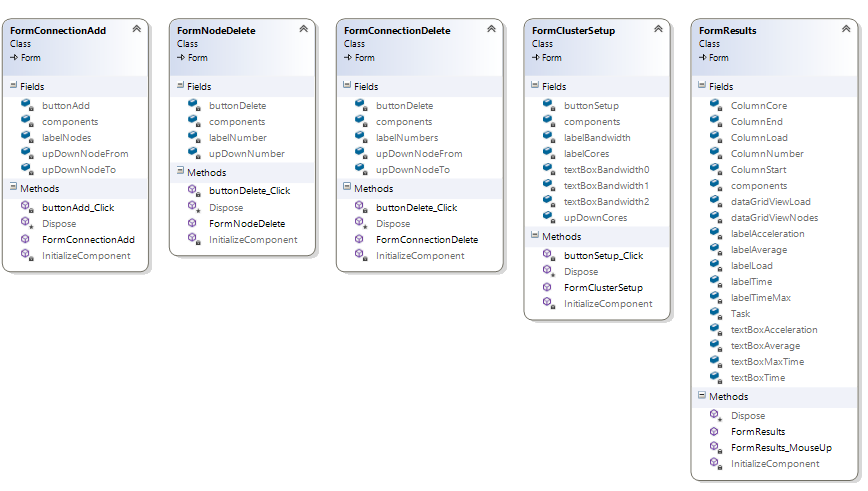 FormConnectionAdd
Class
Form
Fields
buttonAdd
components
labelNodes
upDownNodeFrom
upDownNodeTo
Methods
buttonAdd_Click
Dispose
FormConnectionAdd
InitializeComponent
FormNodeDelete
Class
Form
Fields
buttonDelete
components
labelNumber
upDownNumber
Methods
buttonDelete_Click
Dispose
FormNodeDelete
InitializeComponent
FormConnectionDelete
Class
Form
Fields
buttonDelete
components
labelNumbers
upDownNodeFrom
upDownNodeTo
Methods
buttonDelete_Click
Dispose
FormConnectionDelete
InitializeComponent
FormClusterSetup
Class
Form
Fields
buttonSetup
components
labelBandwidth
labelCores
textBoxBandwidth0
textBoxBandwidth1
textBoxBandwidth2
upDownCores
Methods
buttonSetup_Click
Dispose
FormClusterSetup
InitializeComponent
FormResults
Class
Form
Fields
ColumnCore
ColumnEnd
ColumnLoad
ColumnNumber
ColumnStart
components
dataGridViewLoad
dataGridViewNodes
labelAcceleration
labelAverage
labelLoad
labelTime
labelTimeMax
Task
textBoxAcceleration
textBoxAverage
textBoxMaxTime
textBoxTime
Methods
Dispose
FormResults
FormResults_MouseUp
InitializeComponent